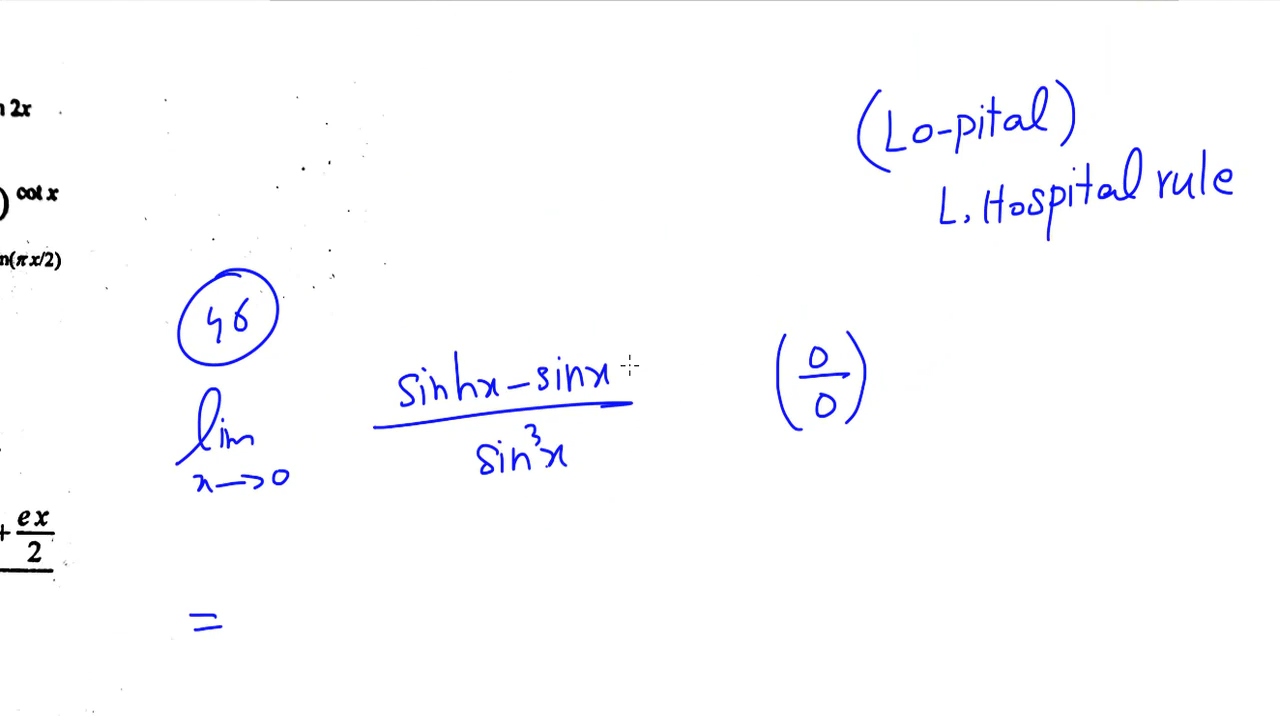 2x
) cot x
n(πx/2)
(Lo-pital)
L. Hospital rule
46
lim x→0 (sinhx − sinx)/(sin³x) (0/0)
+ ex/2
=